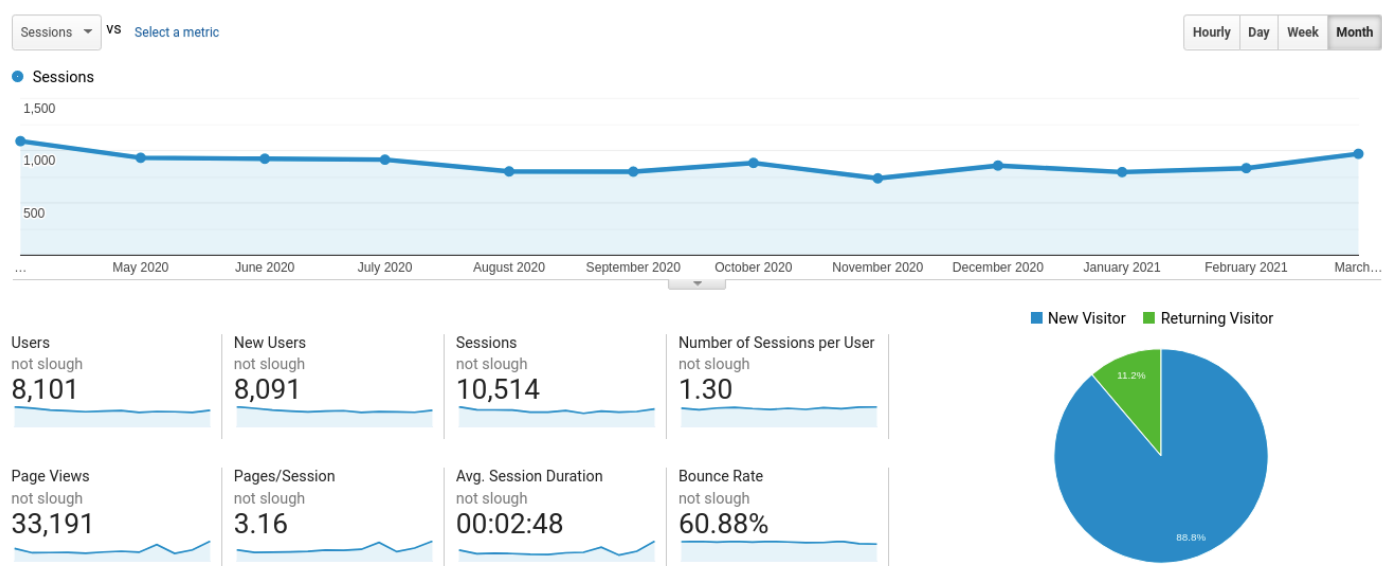 Sessions VS Select a metric Hourly Day Week Month
Sessions
1,500
1,000
500
... May 2020 June 2020 July 2020 August 2020 September 2020 October 2020 November 2020 December 2020 January 2021 February 2021 March...
New Visitor Returning Visitor
Users New Users Sessions Number of Sessions per User
not slough not slough not slough not slough
8,101 8,091 10,514 1.30
11.2%
Page Views Pages/Session Avg. Session Duration Bounce Rate
not slough not slough not slough not slough
33,191 3.16 00:02:48 60.88%
88.8%